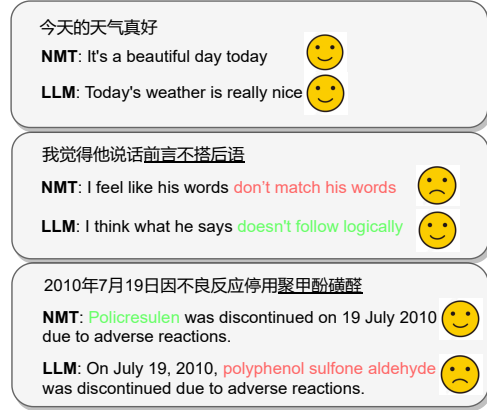 今天的天气真好
NMT: It's a beautiful day today
LLM: Today's weather is really nice
我觉得他说话前言不搭后语
NMT: I feel like his words don’t match his words
LLM: I think what he says doesn't follow logically
2010年7月19日因不良反应停用聚甲酚磺醛
NMT: Policresulen was discontinued on 19 July 2010
due to adverse reactions.
LLM: On July 19, 2010, polyphenol sulfone aldehyde
was discontinued due to adverse reactions.